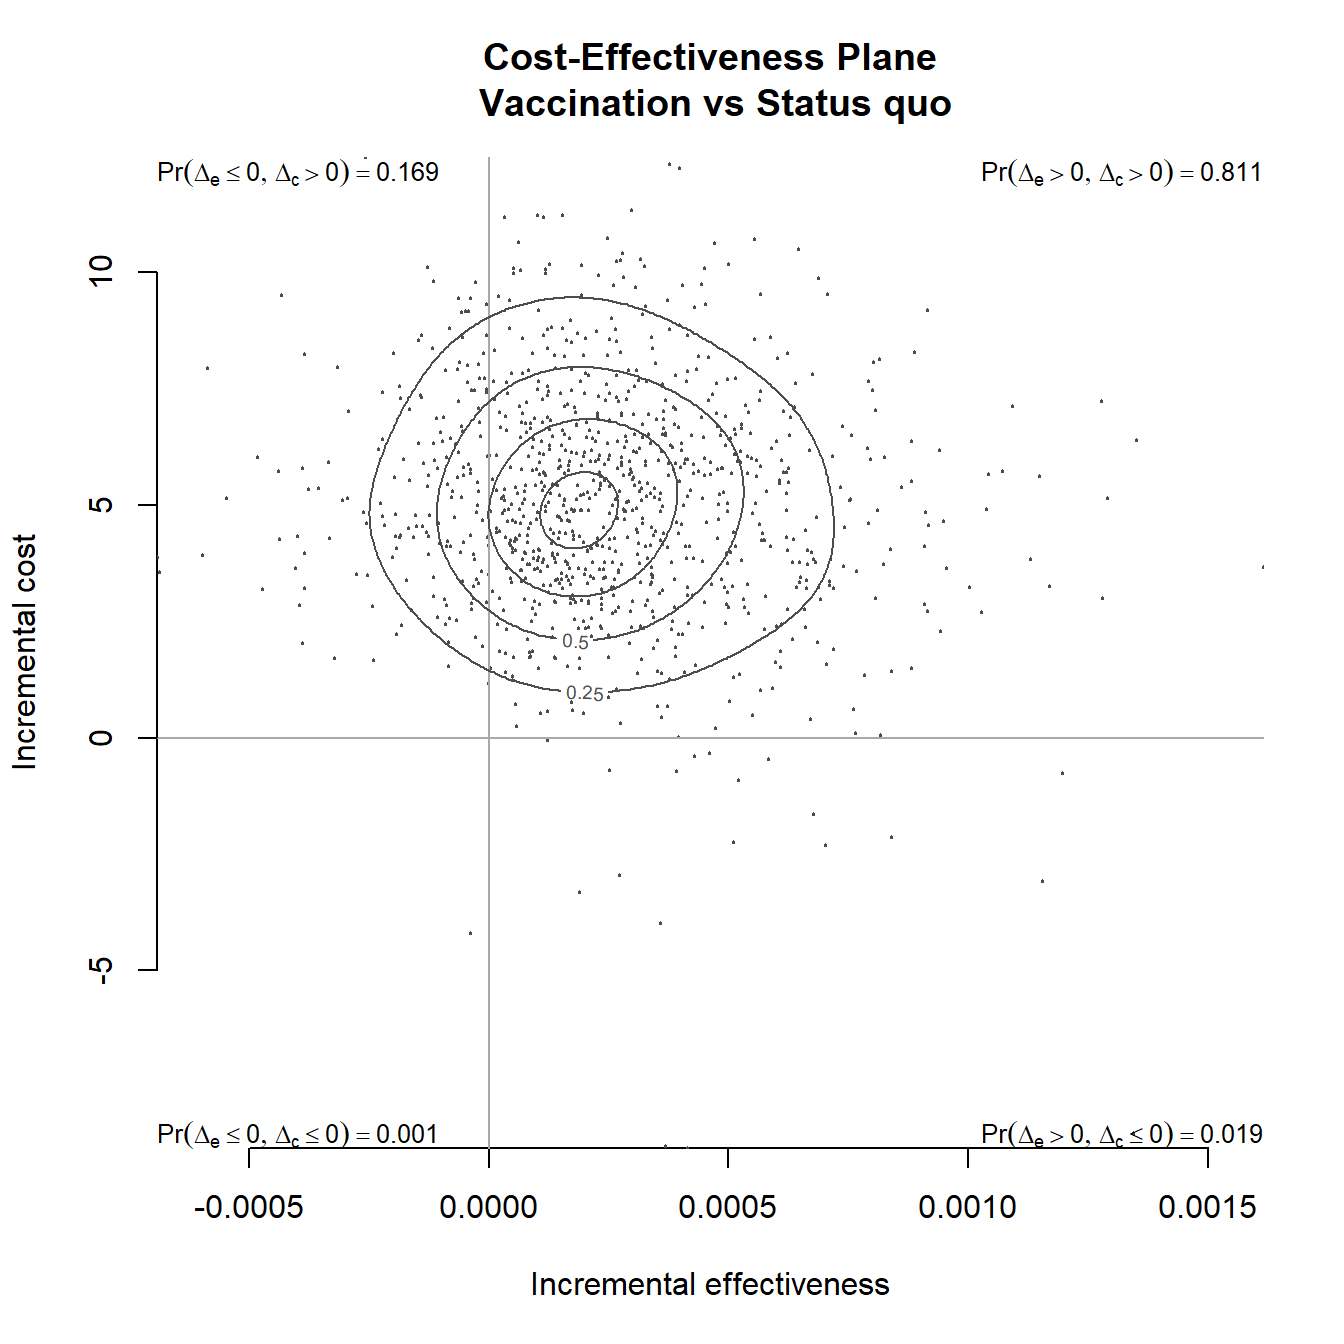 Cost-Effectiveness Plane
Vaccination vs Status quo
Pr(Δe ≤ 0, Δc > 0) = 0.169
Pr(Δe > 0, Δc > 0) = 0.811
10
5
0
-5
Incremental cost
0.5
0.25
Pr(Δe ≤ 0, Δc ≤ 0) = 0.001
Pr(Δe > 0, Δc ≤ 0) = 0.019
-0.0005 0.0000 0.0005 0.0010 0.0015
Incremental effectiveness